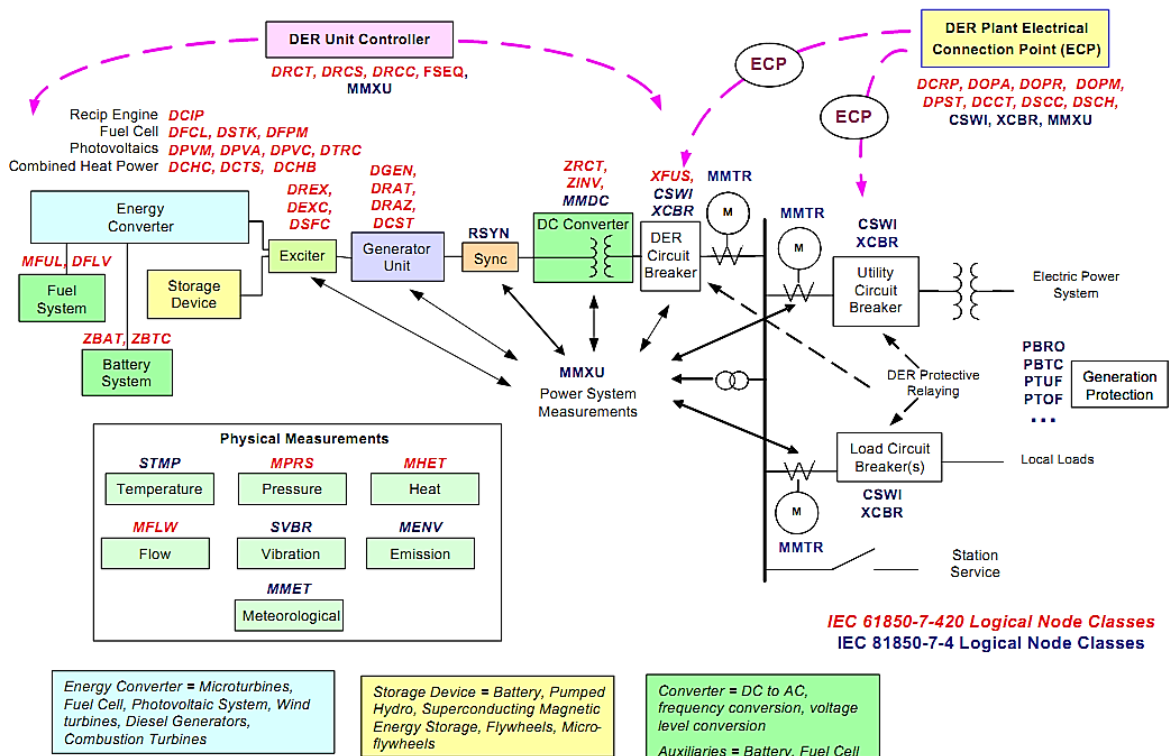 DER Unit Controller
DRCT, DRCS, DRCC, FSEQ,
MMXU
ECP
DER Plant Electrical
Connection Point (ECP)
DCRP, DOPA, DOPR, DOPM,
DPST, DCCT, DSCC, DSCH,
CSWI, XCBR, MMXU
ECP
Recip Engine DCIP
Fuel Cell DFCL, DSTK, DFPM
Photovoltaics DPVM, DPVA, DPVC, DTRC
Combined Heat Power DCHC, DCTS, DCHB
Energy
Converter
DREX,
DEXC,
DSFC
DGEN,
DRAT,
DRAZ,
DCST
RSYN
ZRCT,
ZINV,
MMDC
XFUS,
CSWI
XCBR
MMTR
M
MMTR
M
CSWI
XCBR
MFUL, DFLV
Fuel
System
Storage
Device
Exciter
Generator
Unit
Sync
DC Converter
DER
Circuit
Breaker
Utility
Circuit
Breaker
Electric Power
System
ZBAT, ZBTC
Battery
System
MMXU
Power System
Measurements
DER Protective
Relaying
PBRO
PBTC
PTUF
PTOF
...
Generation
Protection
Load Circuit
Breaker(s)
Local Loads
CSWI
XCBR
M
MMTR
Station
Service
Physical Measurements
STMP MPRS MHET
Temperature Pressure Heat
MFLW SVBR MENV
Flow Vibration Emission
MMET
Meteorological
IEC 61850-7-420 Logical Node Classes
IEC 81850-7-4 Logical Node Classes
Energy Converter = Microturbines,
Fuel Cell, Photovoltaic System, Wind
turbines, Diesel Generators,
Combustion Turbines
Storage Device = Battery, Pumped
Hydro, Superconducting Magnetic
Energy Storage, Flywheels, Micro-
flywheels
Converter = DC to AC,
frequency conversion, voltage
level conversion
Auxiliaries = Battery, Fuel Cell